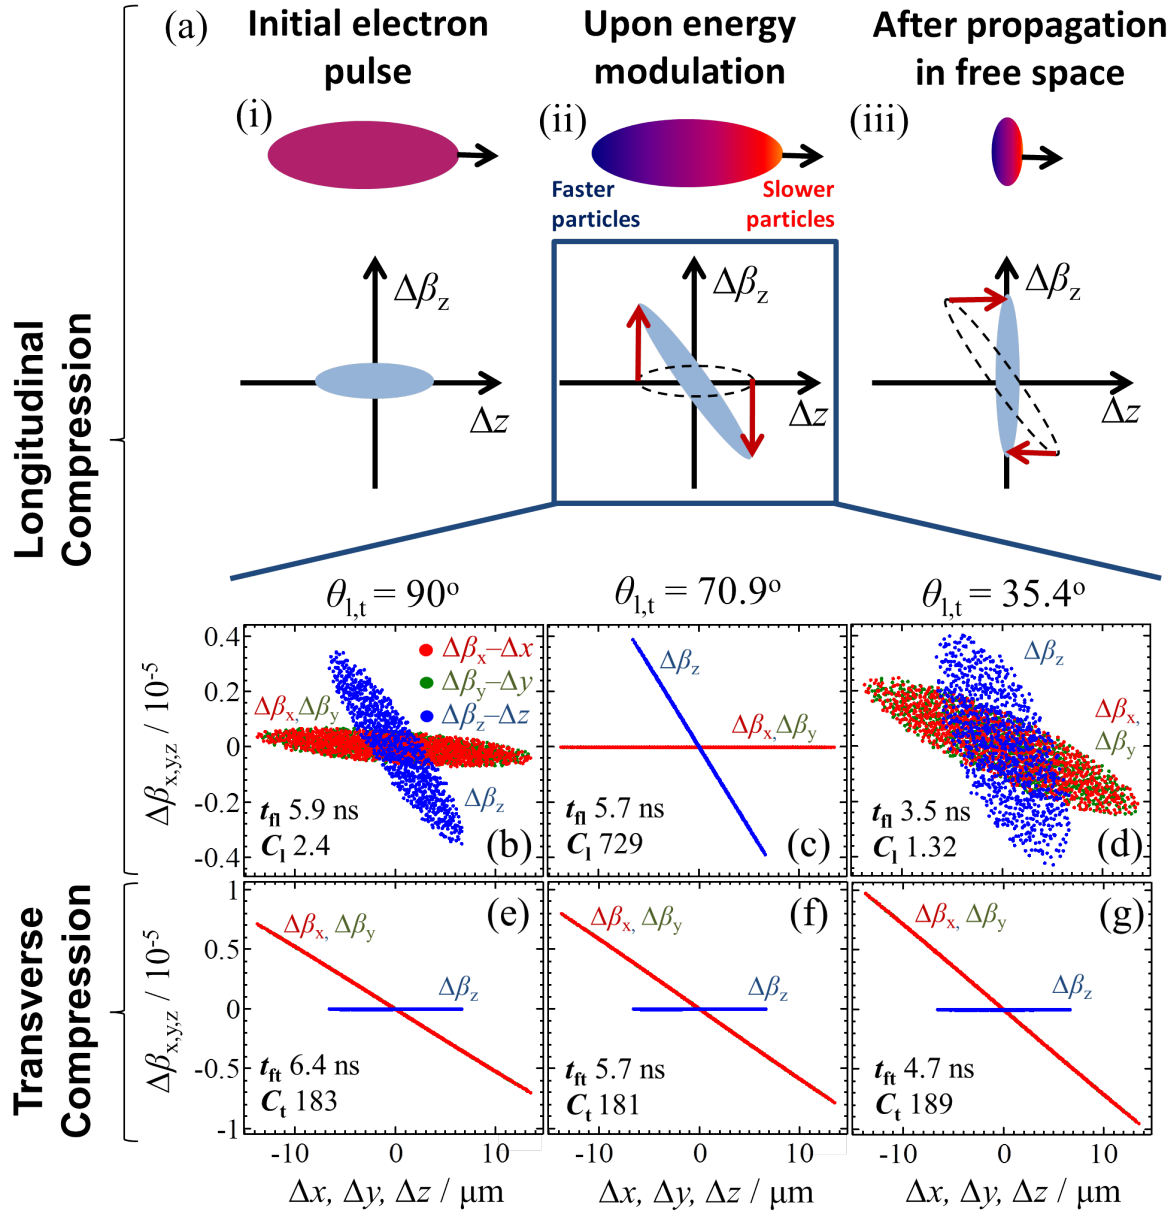 (a)
Initial electron
pulse
Upon energy
modulation
After propagation
in free space
(i)
(ii)
(iii)
Faster
particles
Slower
particles
Δβz
Δz
Δβz
Δz
Δβz
Δz
Longitudinal
Compression
θl,t = 90°
θl,t = 70.9°
θl,t = 35.4°
Δβx,y,z / 10⁻⁵
0.4
0.2
0
-0.2
-0.4
Δβx–Δx
Δβy–Δy
Δβz–Δz
Δβx,Δβy
Δβz
tfl 5.9 ns
Cl 2.4
(b)
Δβz
Δβx,Δβy
tfl 5.7 ns
Cl 729
(c)
Δβz
Δβx,
Δβy
tfl 3.5 ns
Cl 1.32
(d)
Transverse
Compression
Δβx,y,z / 10⁻⁵
1
0.5
0
-0.5
-1
(e)
Δβx, Δβy
Δβz
tft 6.4 ns
Ct 183
(f)
Δβx, Δβy
Δβz
tft 5.7 ns
Ct 181
(g)
Δβx, Δβy
Δβz
tft 4.7 ns
Ct 189
-10 0 10
-10 0 10
-10 0 10
Δx, Δy, Δz / μm
Δx, Δy, Δz / μm
Δx, Δy, Δz / μm